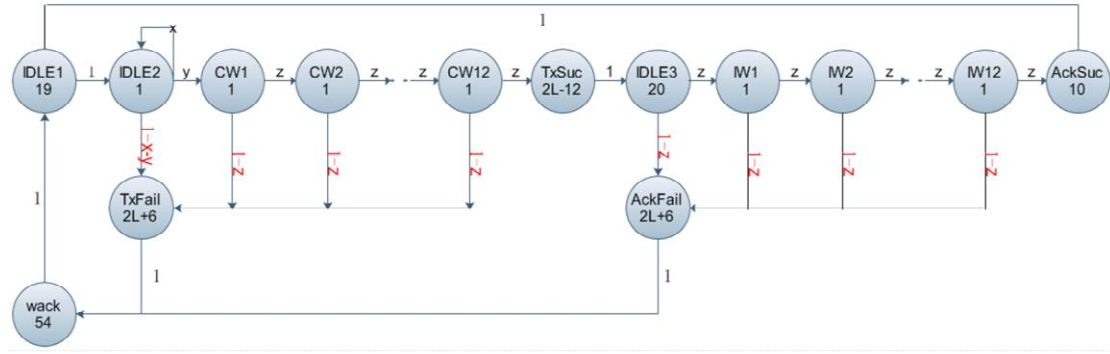 1
x
IDLE1
19
1
IDLE2
1
y
CW1
1
z
CW2
1
z
z
CW12
1
z
TxSuc
2L-12
1
IDLE3
20
z
IW1
1
z
IW2
1
z
z
IW12
1
z
AckSuc
10
1-x-y
1-z
1-z
1-z
1-z
1-z
1-z
1-z
1
TxFail
2L+6
AckFail
2L+6
1
1
wack
54